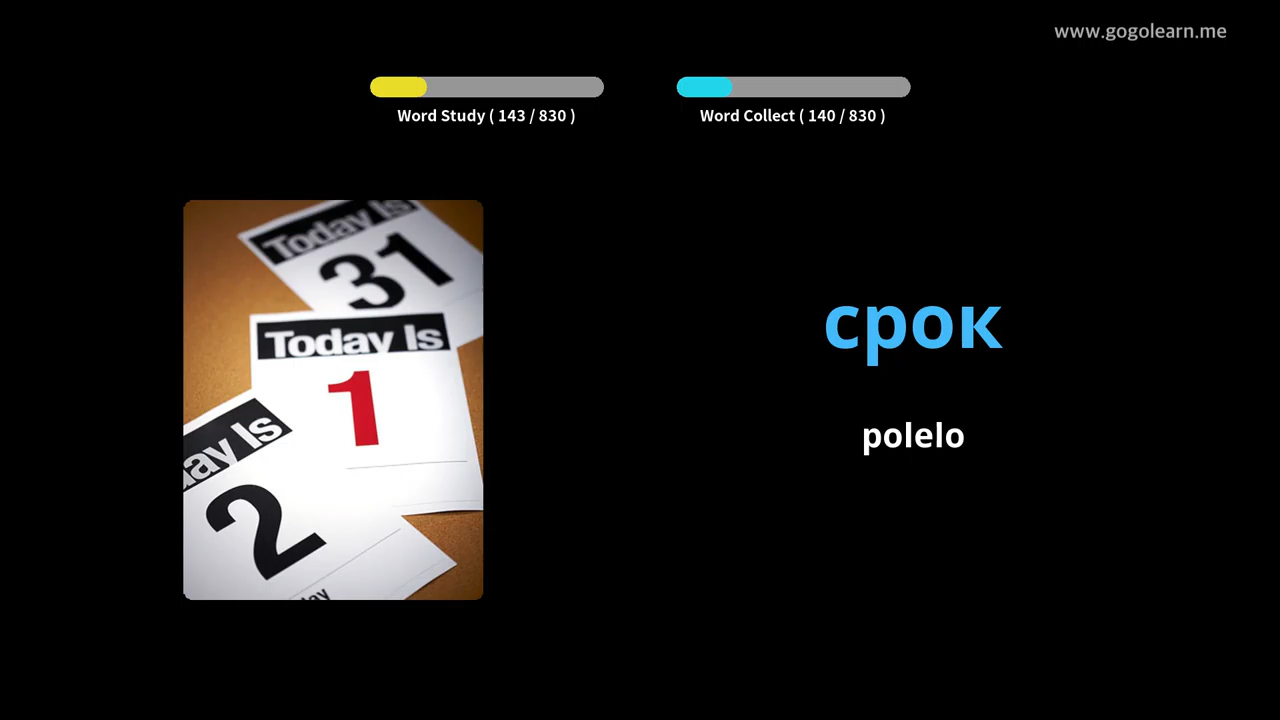 www.gogolearn.me
Word Study ( 143 / 830 )
Word Collect ( 140 / 830 )
Today Is
31
Today Is
1
ay Is
2
срок
polelo